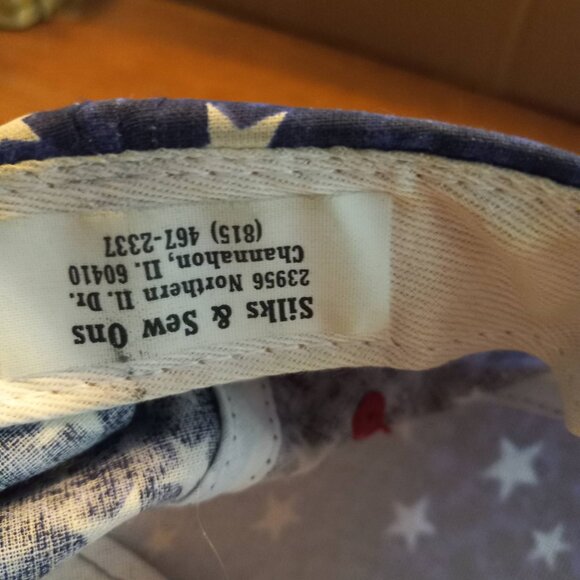 Silks & Sew Ons
23956 Northern Il. Dr.
Channahon, Il. 60410
(815) 467-2337